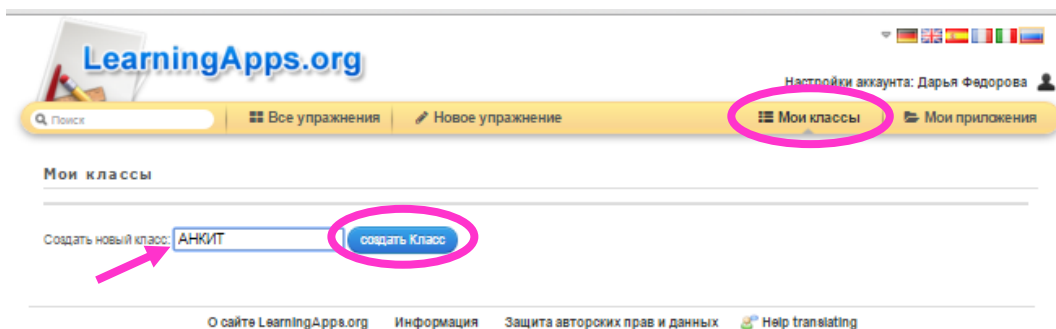 LearningApps.org
Настройки аккаунта: Дарья Федорова
Поиск
Все упражнения
Новое упражнение
Мои классы
Мои приложения
Мои классы
Создать новый класс: АНКИТ
создать Класс
О сайте LearningApps.org Информация Защита авторских прав и данных Help translating